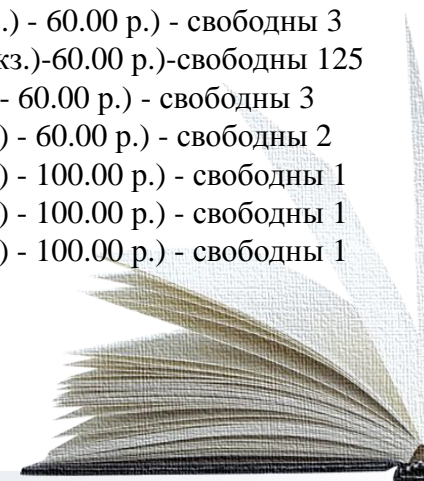 .) - 60.00 р.) - свободны 3
кз.)-60.00 р.)-свободны 125
- 60.00 р.) - свободны 3
) - 60.00 р.) - свободны 2
) - 100.00 р.) - свободны 1
) - 100.00 р.) - свободны 1
) - 100.00 р.) - свободны 1